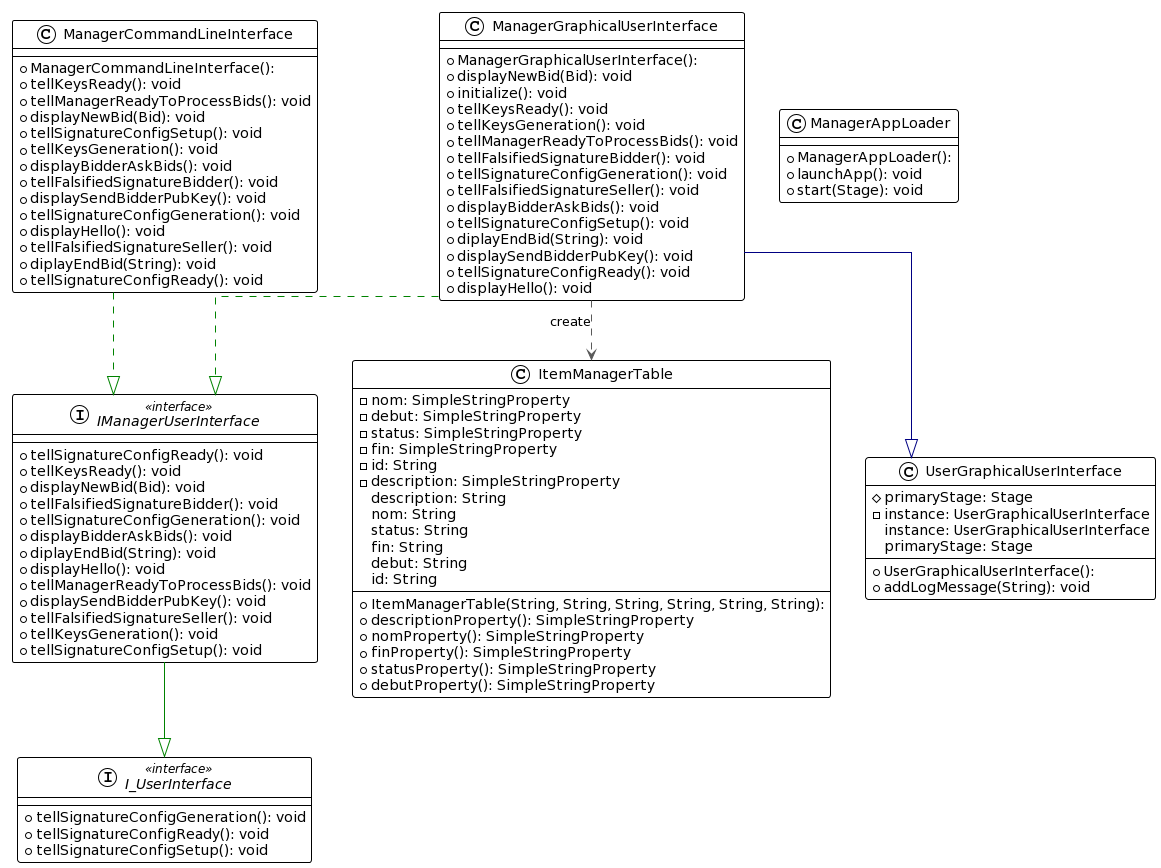 C ManagerCommandLineInterface
ManagerCommandLineInterface():
tellKeysReady(): void
tellManagerReadyToProcessBids(): void
displayNewBid(Bid): void
tellSignatureConfigSetup(): void
tellKeysGeneration(): void
displayBidderAskBids(): void
tellFalsifiedSignatureBidder(): void
displaySendBidderPubKey(): void
tellSignatureConfigGeneration(): void
displayHello(): void
tellFalsifiedSignatureSeller(): void
diplayEndBid(String): void
tellSignatureConfigReady(): void
C ManagerGraphicalUserInterface
ManagerGraphicalUserInterface():
displayNewBid(Bid): void
initialize(): void
tellKeysReady(): void
tellKeysGeneration(): void
tellManagerReadyToProcessBids(): void
tellFalsifiedSignatureBidder(): void
tellSignatureConfigGeneration(): void
tellFalsifiedSignatureSeller(): void
displayBidderAskBids(): void
tellSignatureConfigSetup(): void
diplayEndBid(String): void
displaySendBidderPubKey(): void
tellSignatureConfigReady(): void
displayHello(): void
C ManagerAppLoader
ManagerAppLoader():
launchApp(): void
start(Stage): void
create
I «interface»
IManagerUserInterface
tellSignatureConfigReady(): void
tellKeysReady(): void
displayNewBid(Bid): void
tellFalsifiedSignatureBidder(): void
tellSignatureConfigGeneration(): void
displayBidderAskBids(): void
diplayEndBid(String): void
displayHello(): void
tellManagerReadyToProcessBids(): void
displaySendBidderPubKey(): void
tellFalsifiedSignatureSeller(): void
tellKeysGeneration(): void
tellSignatureConfigSetup(): void
C ItemManagerTable
nom: SimpleStringProperty
debut: SimpleStringProperty
status: SimpleStringProperty
fin: SimpleStringProperty
id: String
description: SimpleStringProperty
description: String
nom: String
status: String
fin: String
debut: String
id: String
ItemManagerTable(String, String, String, String, String, String):
descriptionProperty(): SimpleStringProperty
nomProperty(): SimpleStringProperty
finProperty(): SimpleStringProperty
statusProperty(): SimpleStringProperty
debutProperty(): SimpleStringProperty
C UserGraphicalUserInterface
primaryStage: Stage
instance: UserGraphicalUserInterface
instance: UserGraphicalUserInterface
primaryStage: Stage
UserGraphicalUserInterface():
addLogMessage(String): void
I «interface»
I_UserInterface
tellSignatureConfigGeneration(): void
tellSignatureConfigReady(): void
tellSignatureConfigSetup(): void